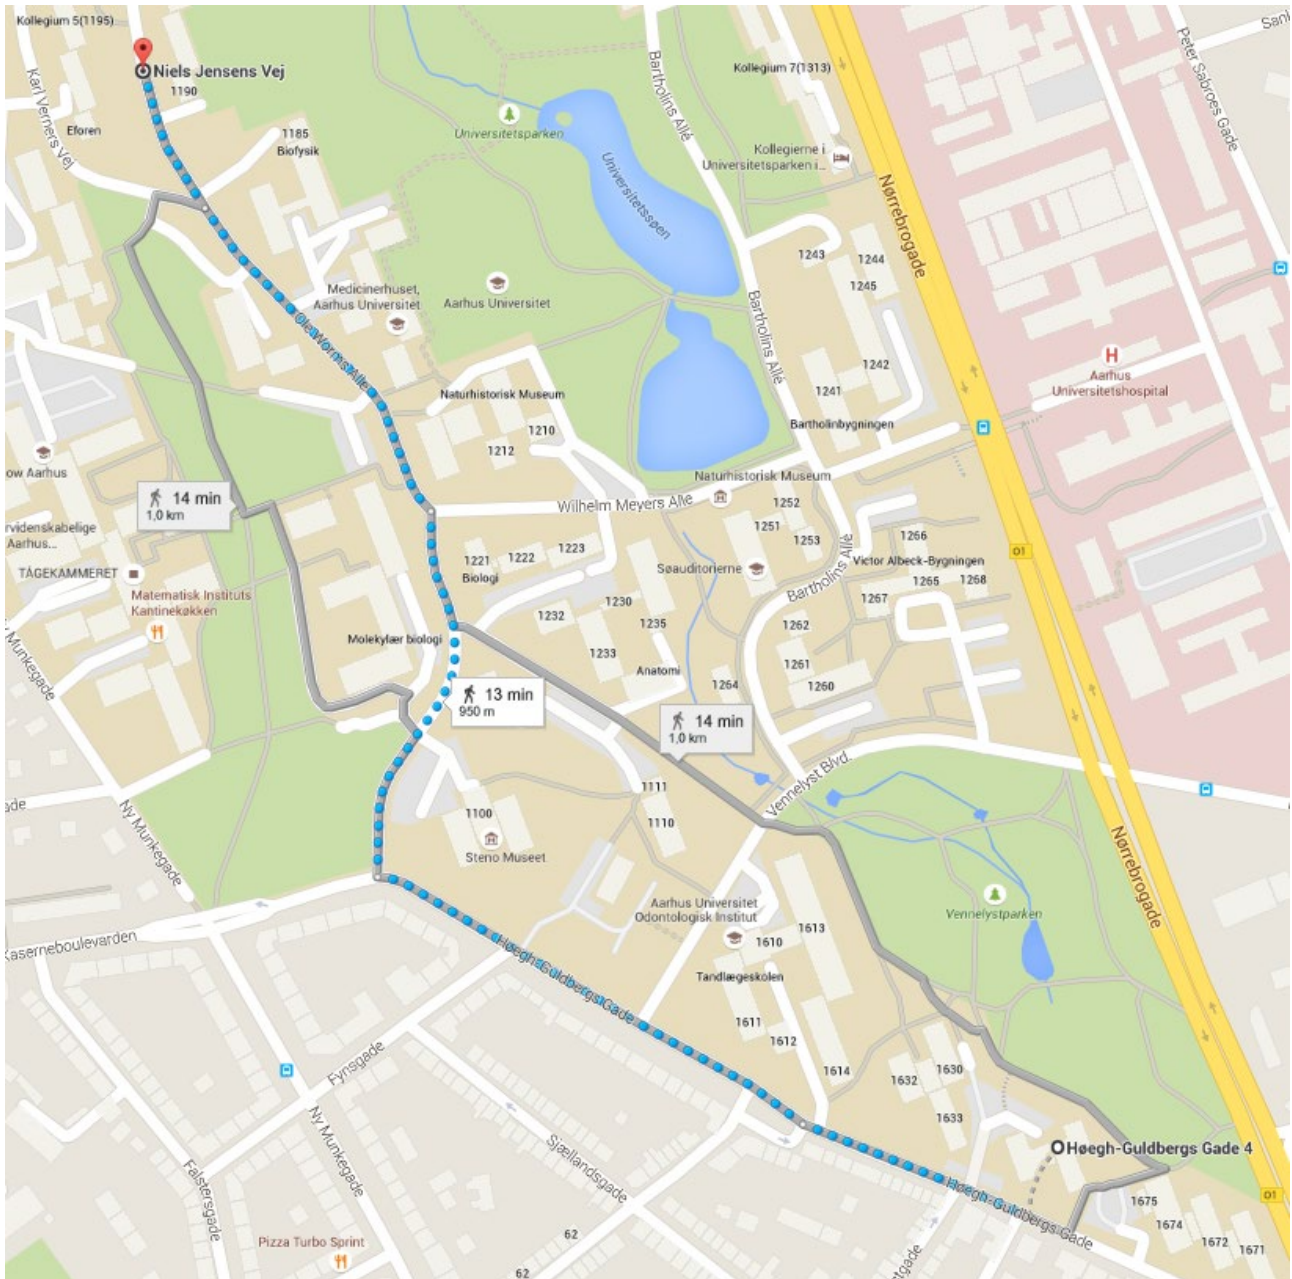 Kollegium 5(1195)
Niels Jensens Vej
1190
Karl Verners Vej
Eforen
1185
Biofysik
Universitetsparken
Bartholins Allé
Kollegium 7(1313)
Kollegierne i
Universitetsparken i...
Universitetssøen
Nørrebrogade
Peter Sabroes Gade
1243
1244
1245
Medicinerhuset,
Aarhus Universitet
Aarhus Universitet
Ole Worms Alle
Bartholins Allé
1242
1241
H
Aarhus
Universitetshospital
Naturhistorisk Museum
1210
1212
Bartholinbygningen
ow Aarhus
14 min
1,0 km
Naturhistorisk Museum
Wilhelm Meyers Alle
1252
1251
1253
rvidenskabelige
Aarhus...
TÅGEKAMMERET
Matematisk Instituts
Kantinekøkken
1221
1222
1223
Biologi
Søauditorierne
Bartholins Allé
1266
Victor Albeck-Bygningen
1265
1268
1267
O1
1232
1230
1235
1233
1262
Molekylær biologi
Anatomi
1261
1264
1260
Munkegade
13 min
950 m
14 min
1,0 km
Vennelyst Blvd.
1111
1110
1100
Steno Museet
Ny Munkegade
ade
Nørrebrogade
Aarhus Universitet
Odontologisk Institut
Vennelystparken
1610
1613
Tandlægeskolen
Kaserneboulevarden
Høegh-Guldbergs Gade
1611
1612
1614
1632
1630
1633
Fynsgade
Ny Munkegade
Sjællandsgade
Falstersgade
Høegh-Guldbergs Gade 4
Høegh-Guldbergs Gade
1675
1674
1672
1671
O1
Pizza Turbo Sprint
62
62